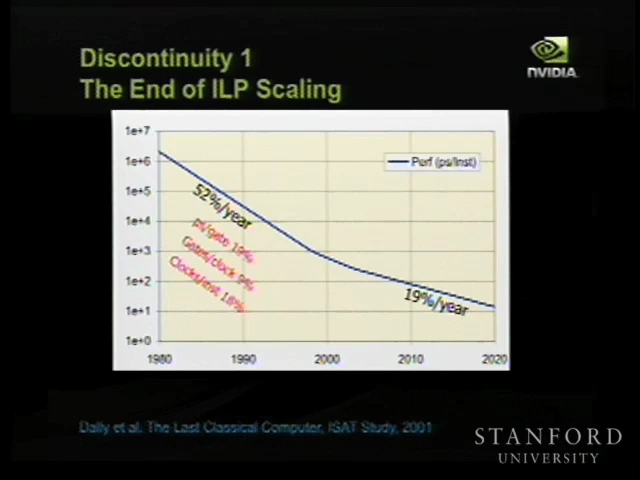 Discontinuity 1
The End of ILP Scaling
NVIDIA
1e+7
1e+6
1e+5
1e+4
1e+3
1e+2
1e+1
1e+0
Perf (ps/Inst)
52%/year
ps/gate 19%
Gates/clock 9%
Clocks/inst 18%
19%/year
1980
1990
2000
2010
2020
Dally et al. The Last Classical Computer, ISAT Study, 2001
STANFORD
UNIVERSITY